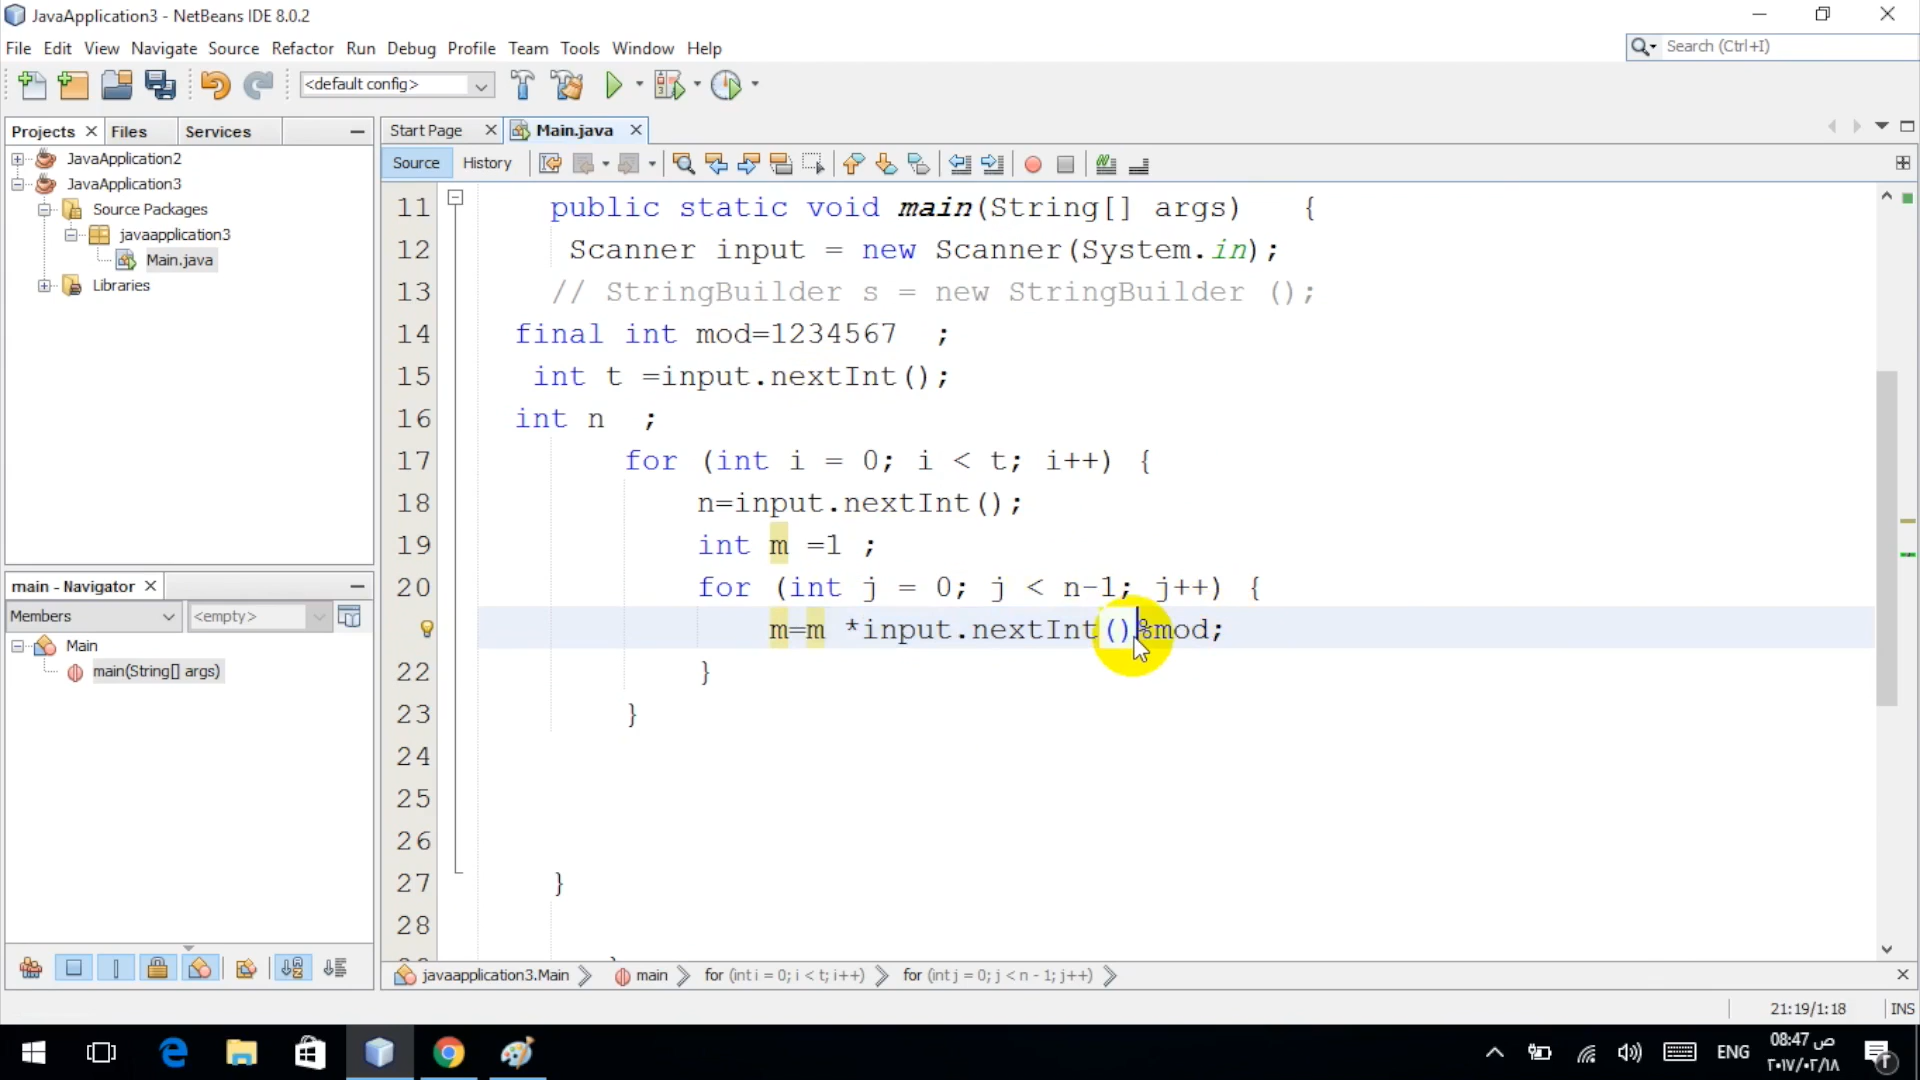 JavaApplication3 - NetBeans IDE 8.0.2
File Edit View Navigate Source Refactor Run Debug Profile Team Tools Window Help
Search (Ctrl+I)
<default config>
Projects Files Services
Start Page Main.java
JavaApplication2
JavaApplication3
Source Packages
javaapplication3
Main.java
Libraries
Source History
11 public static void main(String[] args) {
12 Scanner input = new Scanner(System.in);
13 // StringBuilder s = new StringBuilder ();
14 final int mod=1234567 ;
15 int t =input.nextInt();
16 int n ;
17 for (int i = 0; i < t; i++) {
18 n=input.nextInt();
19 int m =1 ;
20 for (int j = 0; j < n-1; j++) {
m=m *input.nextInt()%mod;
22 }
23 }
24
25
26
27 }
28
main - Navigator
Members <empty>
Main
main(String[] args)
javaapplication3.Main main for (int i = 0; i < t; i++) for (int j = 0; j < n - 1; j++)
21:19/1:18 INS
ENG
08:47 ص
٢٠١٧/٠٢/١٨